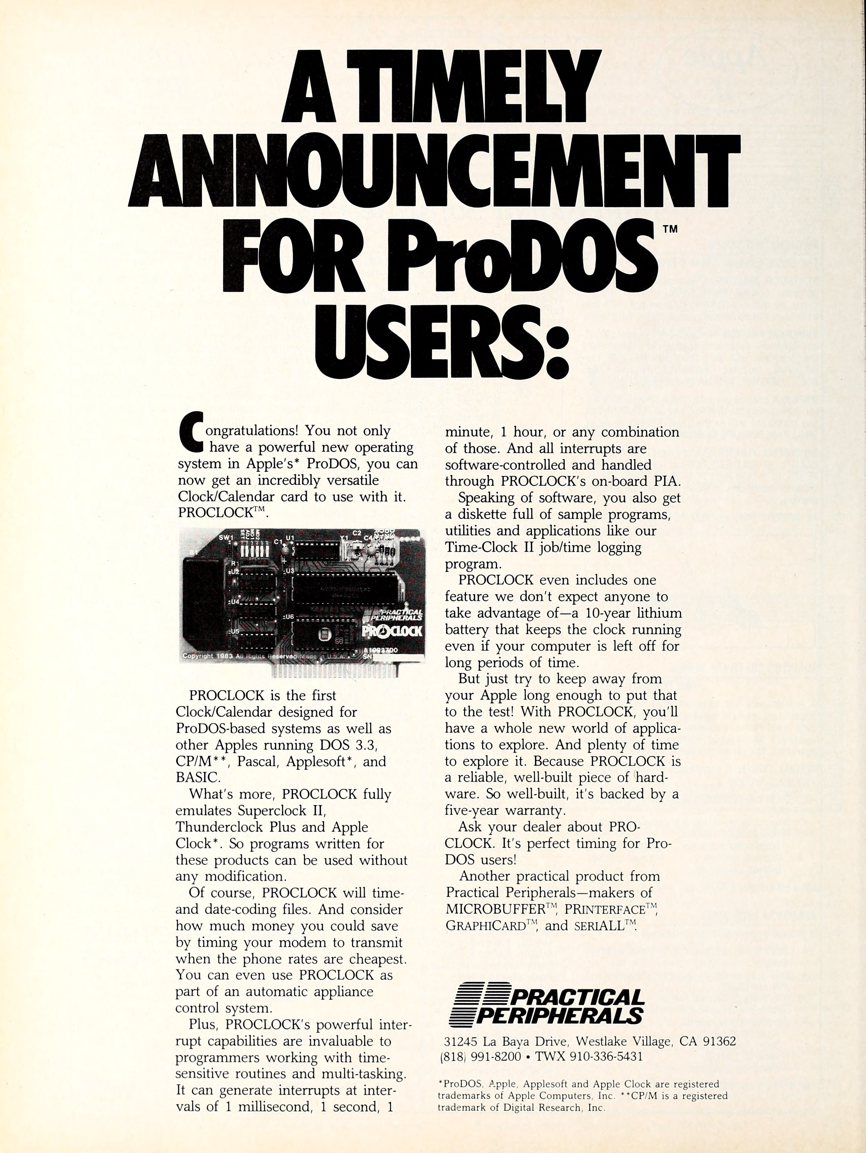 A TIMELY
ANNOUNCEMENT
FOR ProDOS™
USERS:
Congratulations! You not only
have a powerful new operating
system in Apple's* ProDOS, you can
now get an incredibly versatile
Clock/Calendar card to use with it.
PROCLOCK™.
SW1
C1
U1
Y1
C2
C4
R1
U2
U3
U4
U5
U6
PRACTICAL
PERIPHERALS
PROCLOCK
Copyright 1983 All Rights Reserved
SN
PROCLOCK is the first
Clock/Calendar designed for
ProDOS-based systems as well as
other Apples running DOS 3.3,
CP/M**, Pascal, Applesoft*, and
BASIC.
What's more, PROCLOCK fully
emulates Superclock II,
Thunderclock Plus and Apple
Clock*. So programs written for
these products can be used without
any modification.
Of course, PROCLOCK will time-
and date-coding files. And consider
how much money you could save
by timing your modem to transmit
when the phone rates are cheapest.
You can even use PROCLOCK as
part of an automatic appliance
control system.
Plus, PROCLOCK's powerful inter-
rupt capabilities are invaluable to
programmers working with time-
sensitive routines and multi-tasking.
It can generate interrupts at inter-
vals of 1 millisecond, 1 second, 1
minute, 1 hour, or any combination
of those. And all interrupts are
software-controlled and handled
through PROCLOCK's on-board PIA.
Speaking of software, you also get
a diskette full of sample programs,
utilities and applications like our
Time-Clock II job/time logging
program.
PROCLOCK even includes one
feature we don't expect anyone to
take advantage of—a 10-year lithium
battery that keeps the clock running
even if your computer is left off for
long periods of time.
But just try to keep away from
your Apple long enough to put that
to the test! With PROCLOCK, you'll
have a whole new world of applica-
tions to explore. And plenty of time
to explore it. Because PROCLOCK is
a reliable, well-built piece of hard-
ware. So well-built, it's backed by a
five-year warranty.
Ask your dealer about PRO-
CLOCK. It's perfect timing for Pro-
DOS users!
Another practical product from
Practical Peripherals—makers of
MICROBUFFER™, PRINTERFACE™,
GRAPHICARD™, and SERIALL™.
PRACTICAL
PERIPHERALS
31245 La Baya Drive, Westlake Village, CA 91362
(818) 991-8200 • TWX 910-336-5431
*ProDOS, Apple, Applesoft and Apple Clock are registered
trademarks of Apple Computers, Inc. **CP/M is a registered
trademark of Digital Research, Inc.